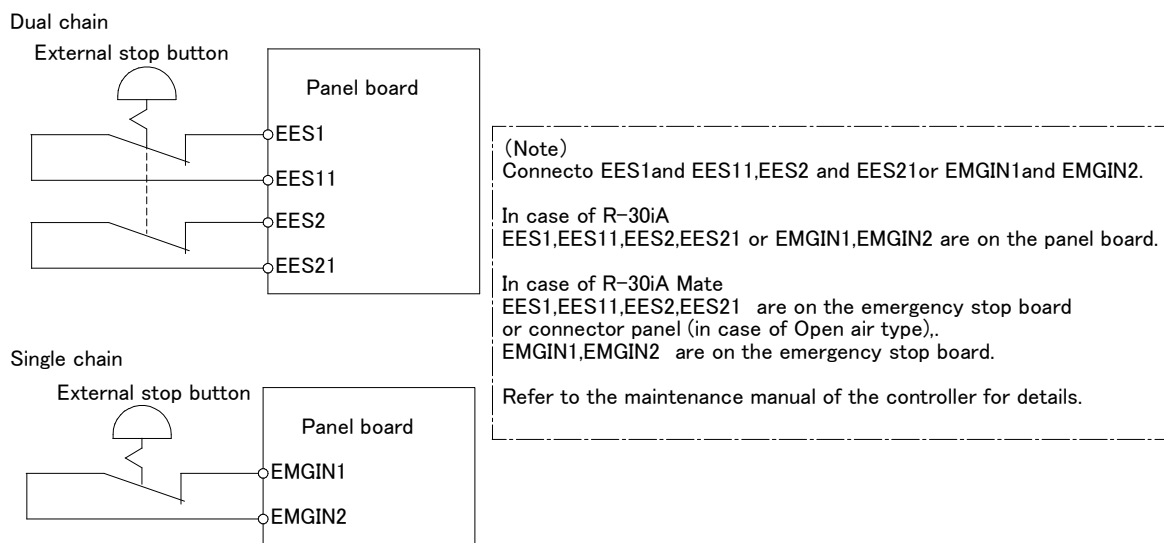 Dual chain
External stop button
Panel board
EES1
EES11
EES2
EES21
Single chain
External stop button
Panel board
EMGIN1
EMGIN2
(Note)
Connecto EES1and EES11,EES2 and EES21or EMGIN1and EMGIN2.
In case of R-30iA
EES1,EES11,EES2,EES21 or EMGIN1,EMGIN2 are on the panel board.
In case of R-30iA Mate
EES1,EES11,EES2,EES21 are on the emergency stop board
or connector panel (in case of Open air type),.
EMGIN1,EMGIN2 are on the emergency stop board.
Refer to the maintenance manual of the controller for details.